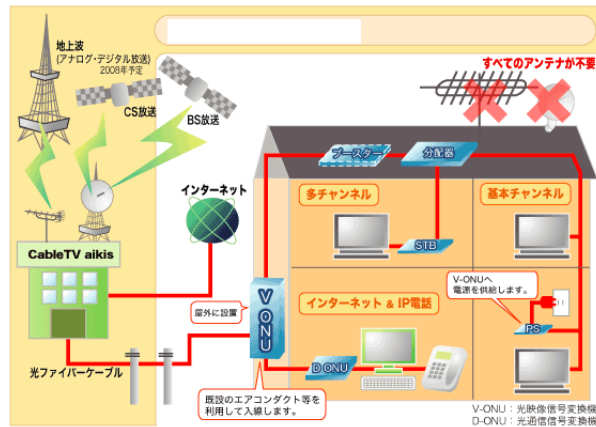 地上波
(アナログ・デジタル放送)
2008年予定
CS放送
BS放送
すべてのアンテナが不要
ブースター
分配器
インターネット
多チャンネル
基本チャンネル
STB
CableTV aikis
V-ONUへ
電源を供給します。
屋外に設置
V ONU
インターネット & IP電話
PS
D ONU
光ファイバーケーブル
既設のエアコンダクト等を
利用して入線します。
V-ONU：光映像信号変換機
D-ONU：光通信信号変換機